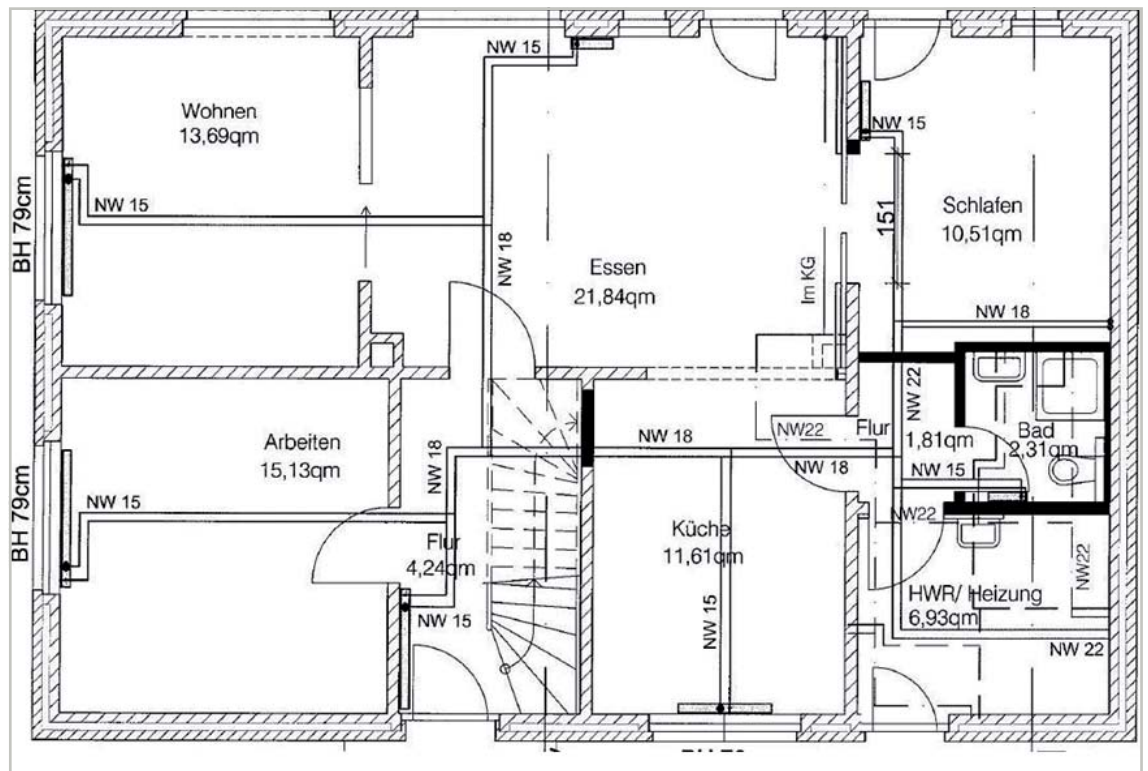 NW 15
Wohnen
13,69qm
NW 15
BH 79cm
NW 15
NW 18
Essen
21,84qm
Im KG
151
Schlafen
10,51qm
NW 18
NW 22
Arbeiten
15,13qm
BH 79cm
NW 15
NW 18
Flur
4,24qm
NW 15
NW 18
NW22
NW 18
Flur
1,81qm
Bad
2,31qm
NW 15
NW22
Küche
11,61qm
NW 15
NW22
HWR/ Heizung
6,93qm
NW 22